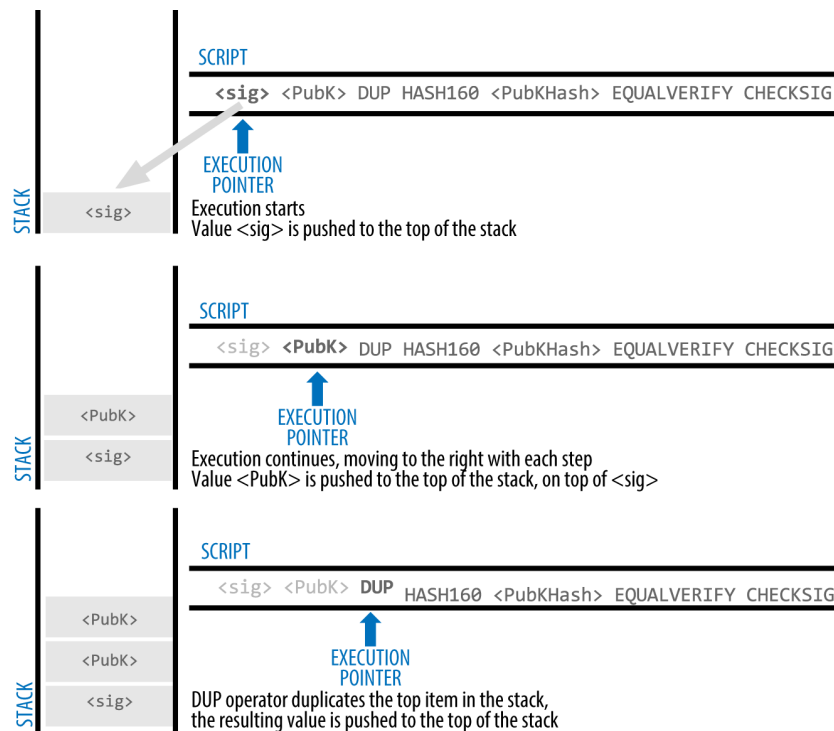 SCRIPT
<sig> <PubK> DUP HASH160 <PubKHash> EQUALVERIFY CHECKSIG
EXECUTION
POINTER
STACK
<sig>
Execution starts
Value <sig> is pushed to the top of the stack
SCRIPT
<sig> <PubK> DUP HASH160 <PubKHash> EQUALVERIFY CHECKSIG
EXECUTION
POINTER
STACK
<PubK>
<sig>
Execution continues, moving to the right with each step
Value <PubK> is pushed to the top of the stack, on top of <sig>
SCRIPT
<sig> <PubK> DUP HASH160 <PubKHash> EQUALVERIFY CHECKSIG
EXECUTION
POINTER
STACK
<PubK>
<PubK>
<sig>
DUP operator duplicates the top item in the stack,
the resulting value is pushed to the top of the stack